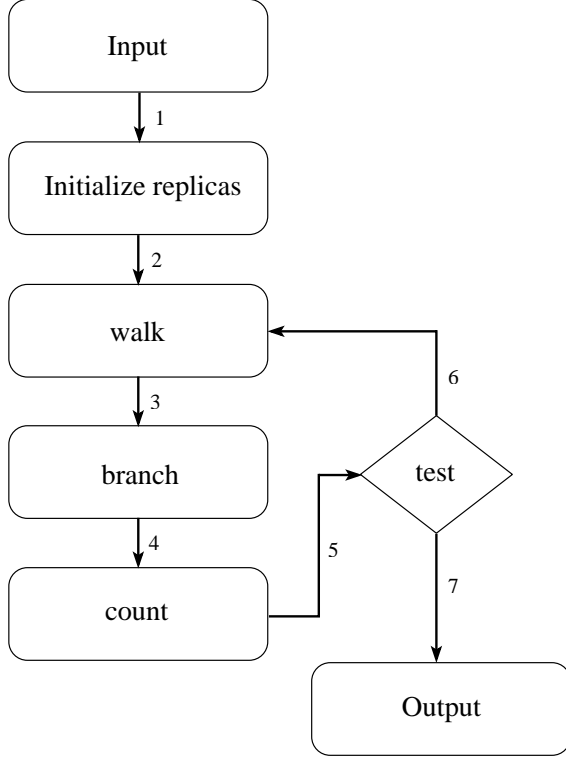 Input
1
Initialize replicas
2
walk
6
3
branch
test
4
5
count
7
Output